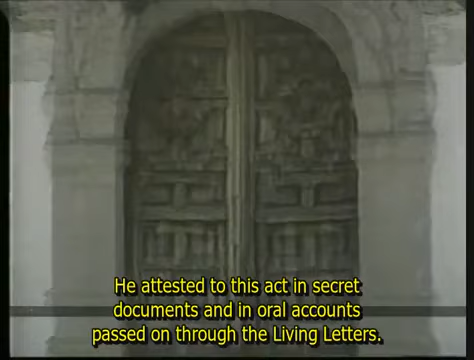 He attested to this act in secret
documents and in oral accounts
passed on through the Living Letters.